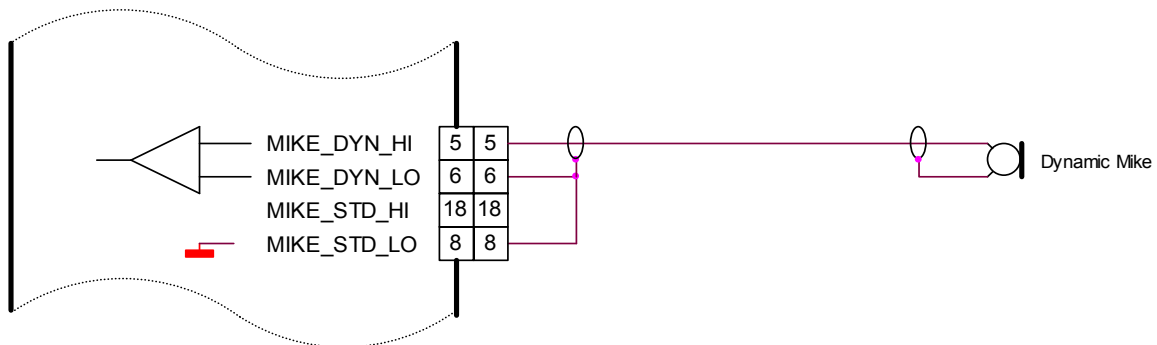 MIKE_DYN_HI 5 5
MIKE_DYN_LO 6 6
MIKE_STD_HI 18 18
MIKE_STD_LO 8 8
Dynamic Mike